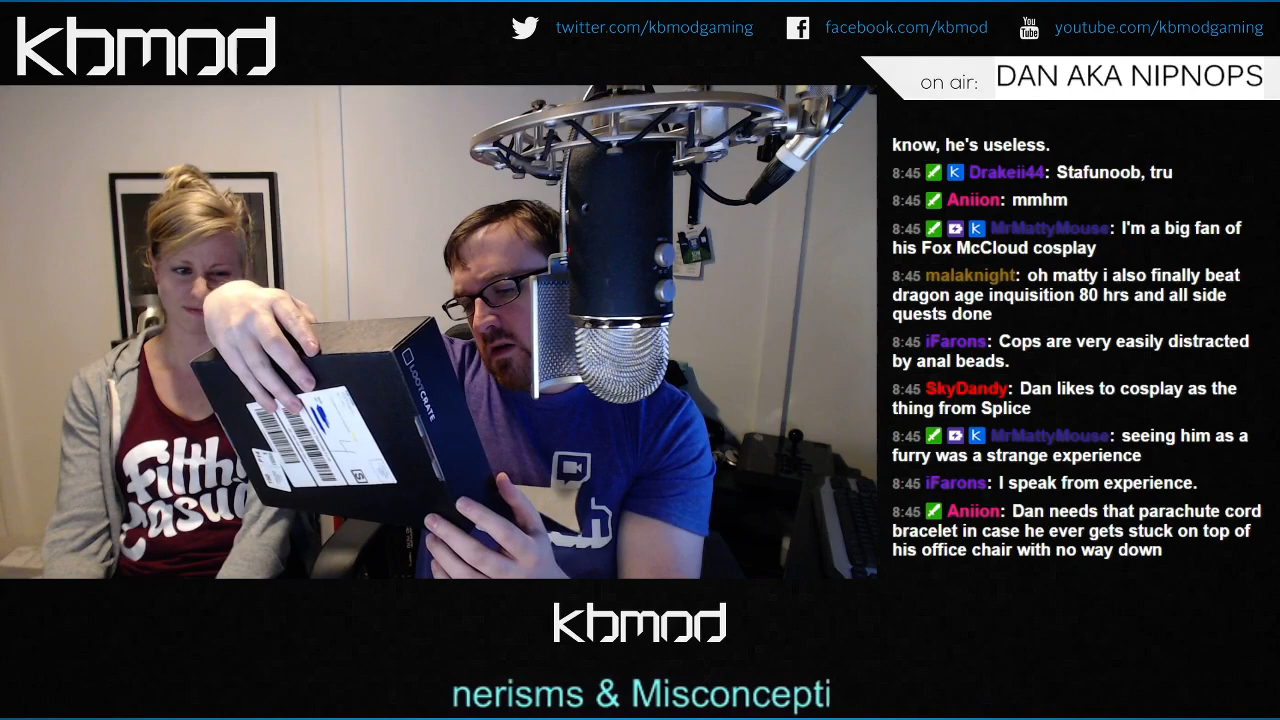 kbmod
twitter.com/kbmodgaming
facebook.com/kbmod
You
Tube
youtube.com/kbmodgaming
on air:
DAN AKA NIPNOPS
know, he's useless.
8:45 K Drakeii44: Stafunoob, tru
8:45 Aniion: mmhm
8:45 K MrMattyMouse: I'm a big fan of
his Fox McCloud cosplay
8:45 malaknight: oh matty i also finally beat
dragon age inquisition 80 hrs and all side
quests done
8:45 iFarons: Cops are very easily distracted
by anal beads.
8:45 SkyDandy: Dan likes to cosplay as the
thing from Splice
8:45 K MrMattyMouse: seeing him as a
furry was a strange experience
8:45 iFarons: I speak from experience.
8:45 Aniion: Dan needs that parachute cord
bracelet in case he ever gets stuck on top of
his office chair with no way down
LOOTCRATE
Filthy
Casual
kbmod
nerisms & Misconcepti